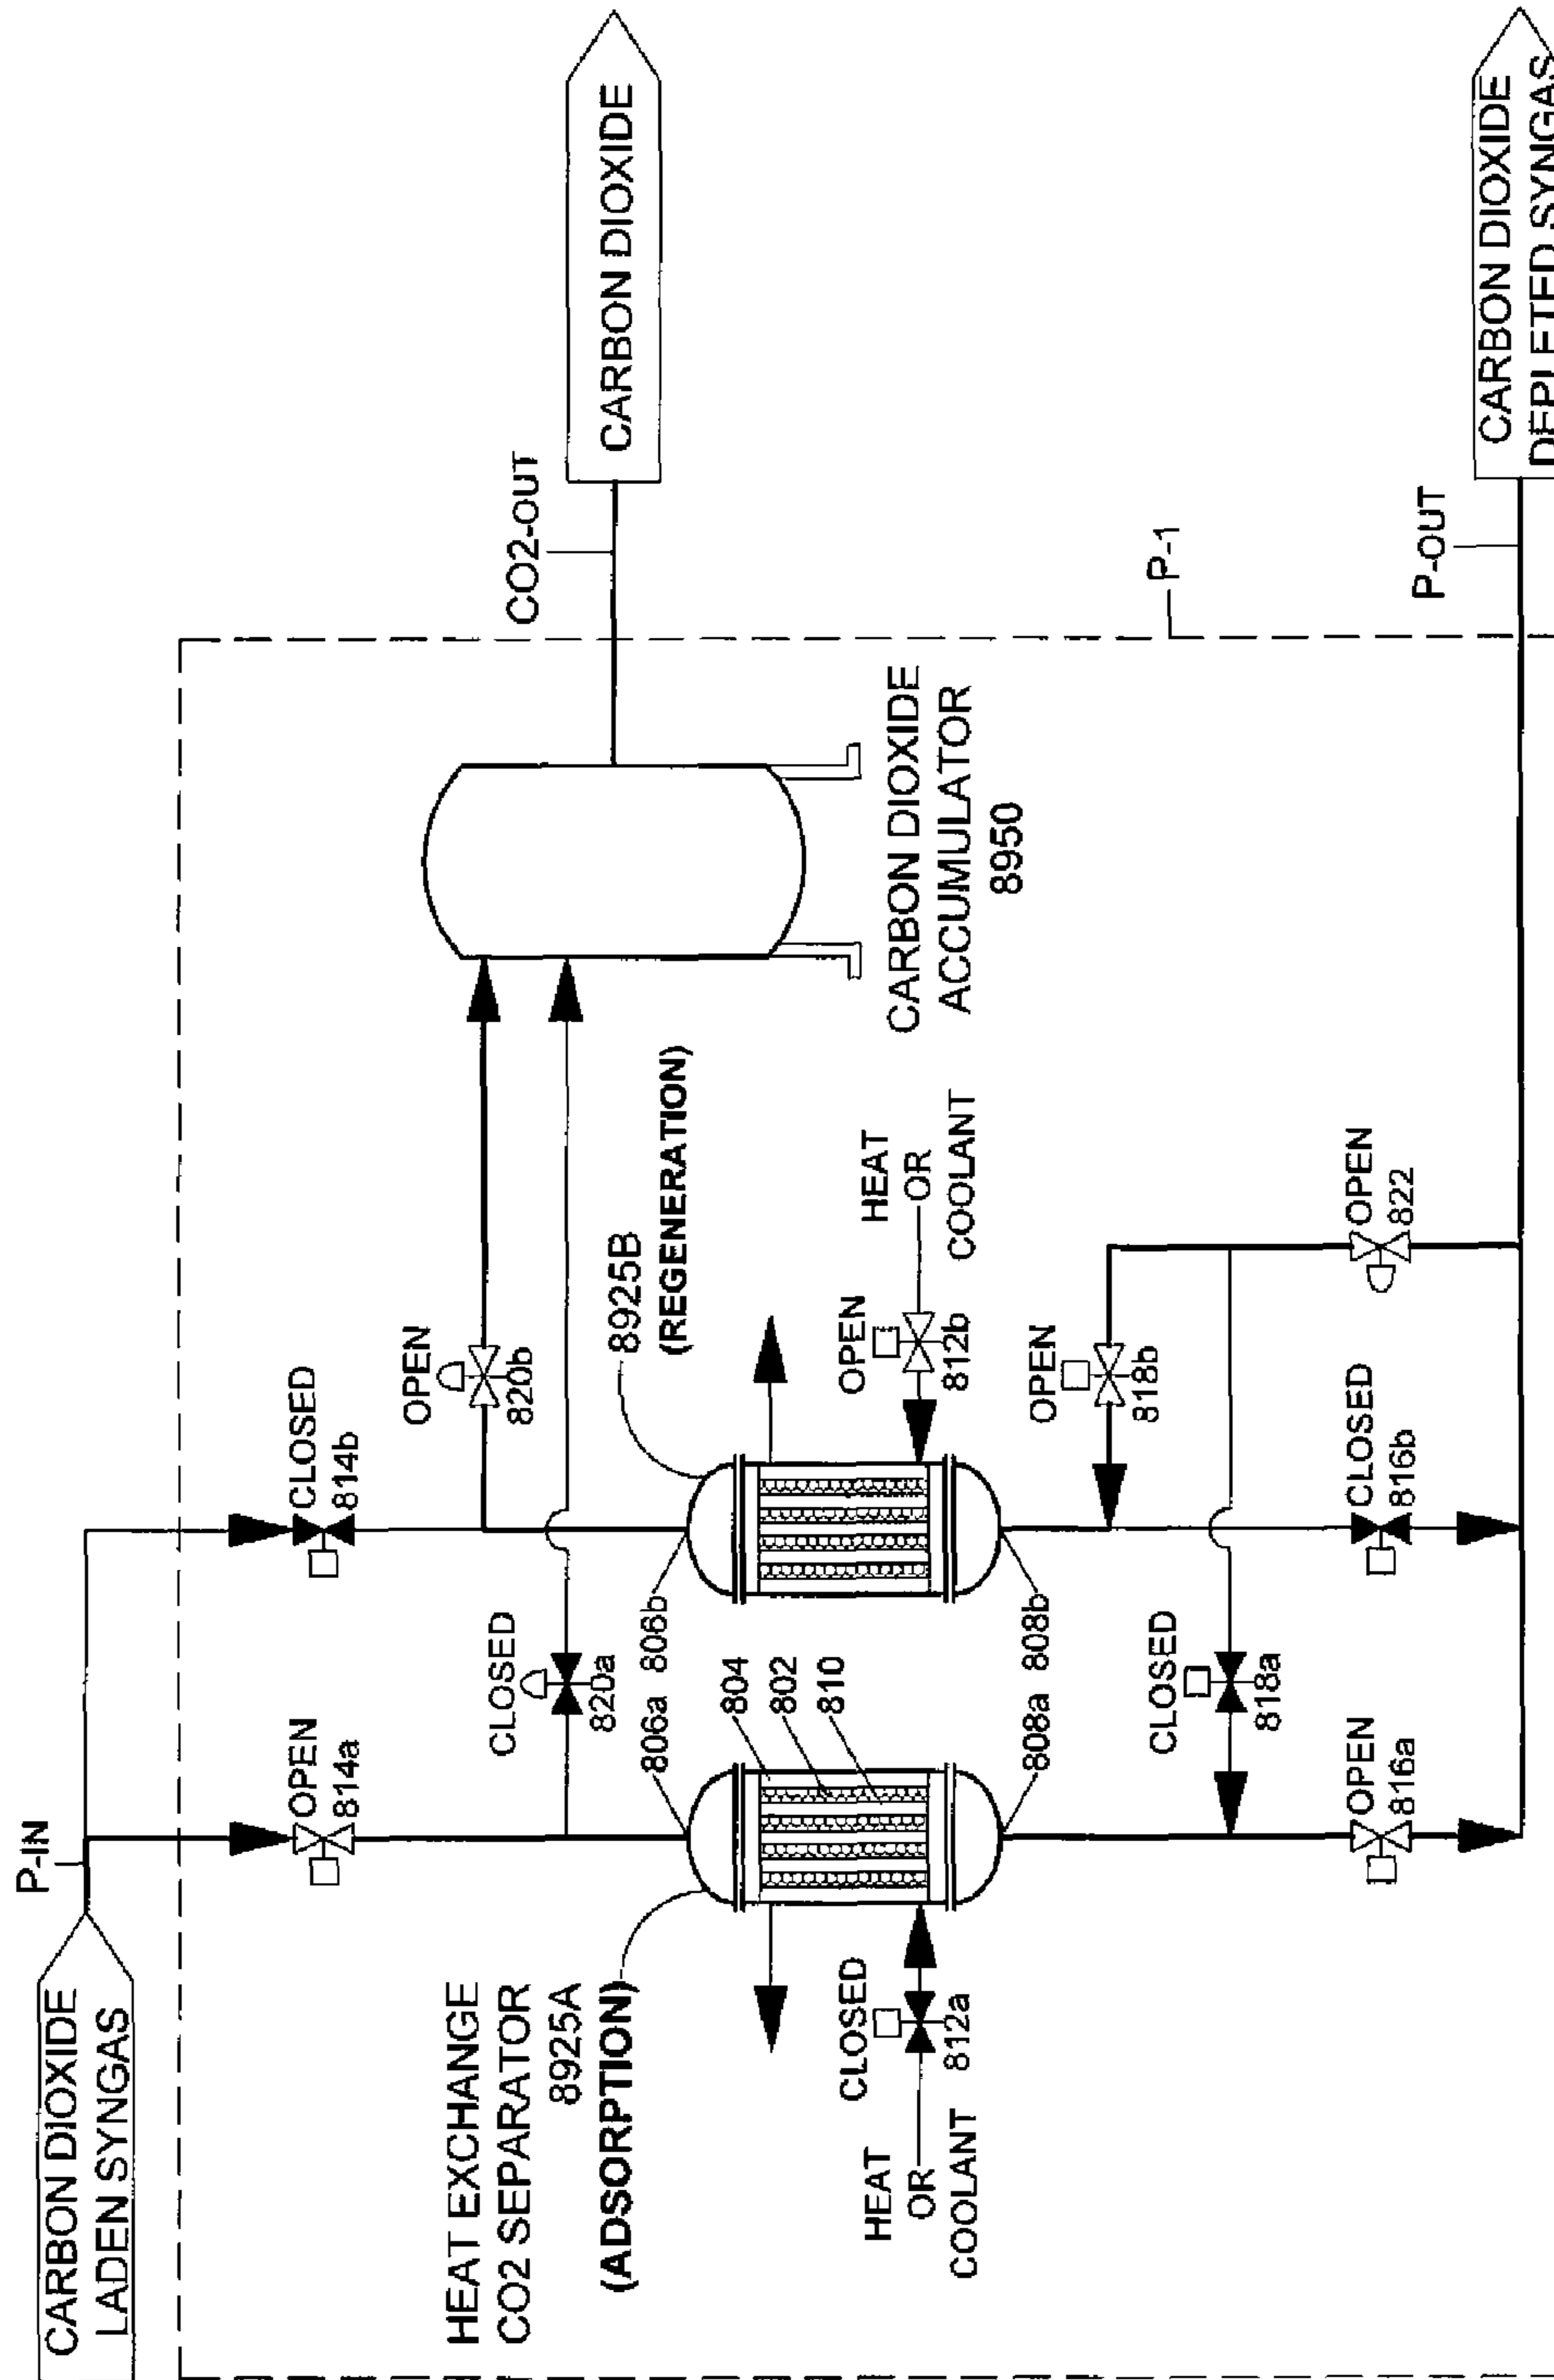 CARBON DIOXIDE
LADEN SYNGAS
P-IN
OPEN
814a
CLOSED
814b
HEAT EXCHANGE
CO2 SEPARATOR
8925A
(ADSORPTION)
CLOSED
820a
OPEN
820b
CO2-OUT
CARBON DIOXIDE
806a
806b
8925B
(REGENERATION)
804
802
810
HEAT
OR
COOLANT
CLOSED
812a
OPEN
812b
HEAT
OR
COOLANT
CARBON DIOXIDE
ACCUMULATOR
8950
808a
808b
CLOSED
818a
OPEN
818b
P-1
OPEN
816a
CLOSED
816b
OPEN
822
P-OUT
CARBON DIOXIDE
DEPLETED SYNGAS